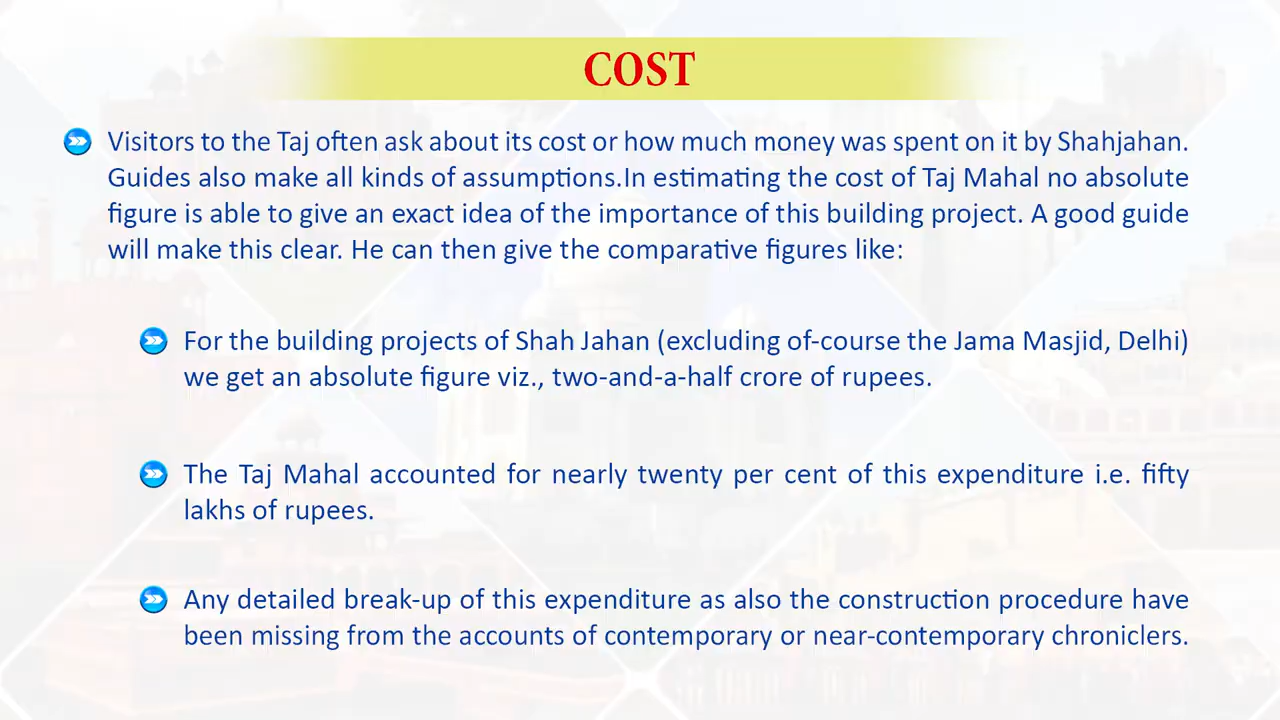 COST
Visitors to the Taj often ask about its cost or how much money was spent on it by Shahjahan.
Guides also make all kinds of assumptions.In estimating the cost of Taj Mahal no absolute
figure is able to give an exact idea of the importance of this building project. A good guide
will make this clear. He can then give the comparative figures like:
For the building projects of Shah Jahan (excluding of-course the Jama Masjid, Delhi)
we get an absolute figure viz., two-and-a-half crore of rupees.
The Taj Mahal accounted for nearly twenty per cent of this expenditure i.e. fifty
lakhs of rupees.
Any detailed break-up of this expenditure as also the construction procedure have
been missing from the accounts of contemporary or near-contemporary chroniclers.